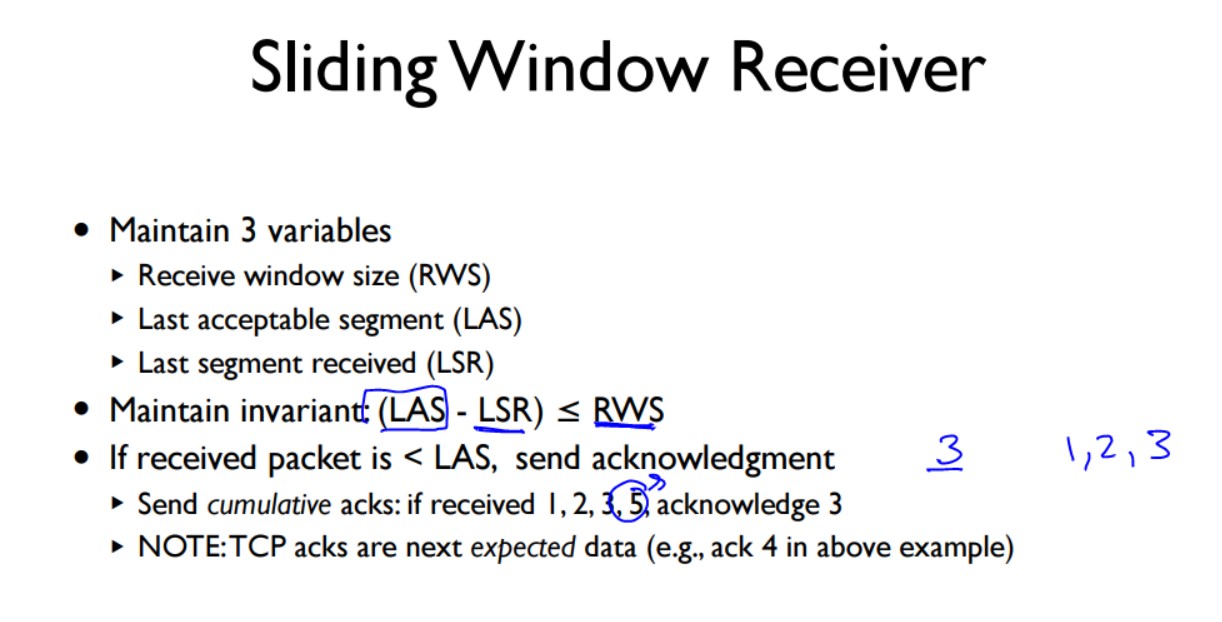 Sliding Window Receiver
• Maintain 3 variables
▸ Receive window size (RWS)
▸ Last acceptable segment (LAS)
▸ Last segment received (LSR)
• Maintain invariant: (LAS - LSR) ≤ RWS
• If received packet is < LAS, send acknowledgment 3 1, 2, 3
▸ Send cumulative acks: if received 1, 2, 3, 5, acknowledge 3
▸ NOTE: TCP acks are next expected data (e.g., ack 4 in above example)